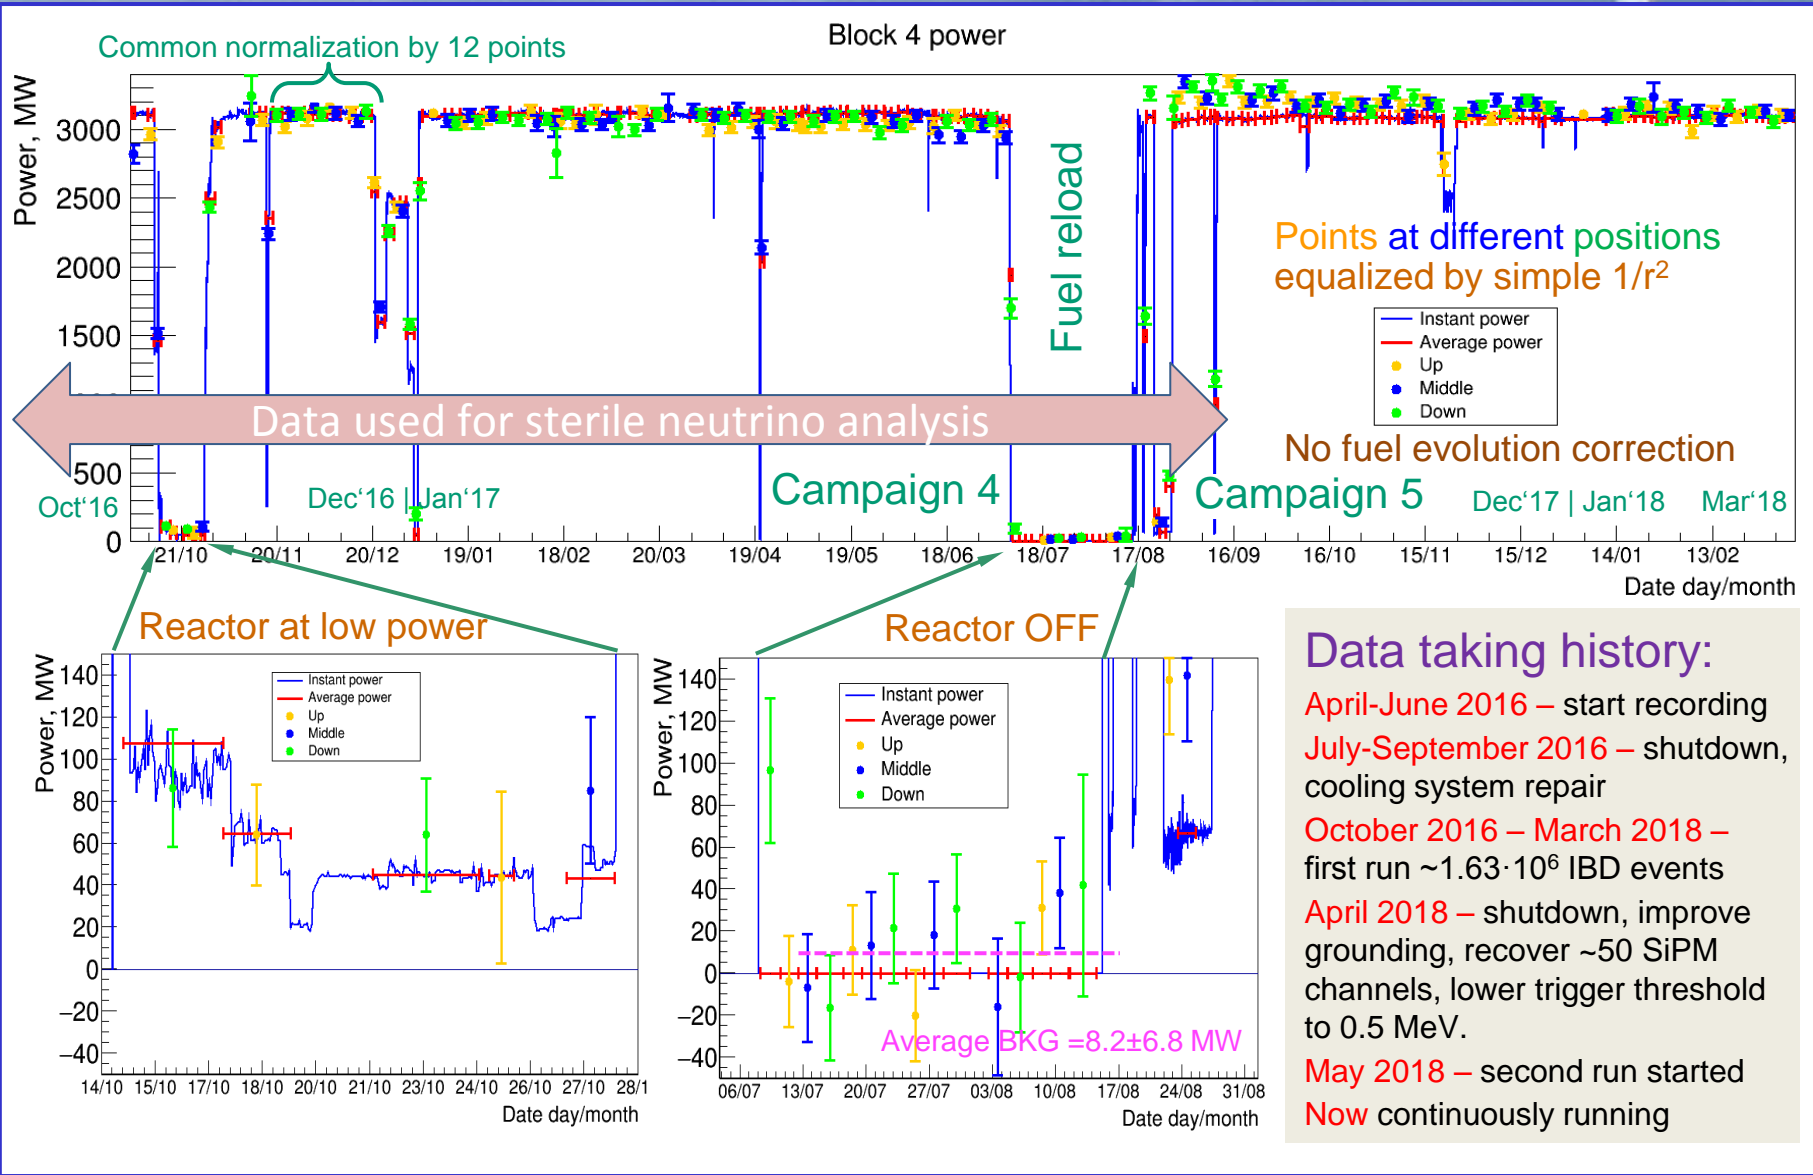 Block 4 power
Common normalization by 12 points
Power, MW
3000
2500
2000
1500
500
0
Fuel reload
Points at different positions
equalized by simple 1/r²
Instant power
Average power
Up
Middle
Down
Data used for sterile neutrino analysis
No fuel evolution correction
Oct‘16
Dec‘16 | Jan‘17
Campaign 4
Campaign 5
Dec‘17 | Jan‘18
Mar‘18
21/10 20/11 20/12 19/01 18/02 20/03 19/04 19/05 18/06 18/07 17/08 16/09 16/10 15/11 15/12 14/01 13/02
Date day/month
Reactor at low power
Power, MW
140
120
100
80
60
40
20
0
−20
−40
Instant power
Average power
Up
Middle
Down
14/10 15/10 17/10 18/10 20/10 21/10 23/10 24/10 26/10 27/10 28/1
Date day/month
Reactor OFF
Power, MW
140
120
100
80
60
40
20
0
−20
−40
Instant power
Average power
Up
Middle
Down
Average BKG =8.2±6.8 MW
06/07 13/07 20/07 27/07 03/08 10/08 17/08 24/08 31/08
Date day/month
Data taking history:
April-June 2016 – start recording
July-September 2016 – shutdown,
cooling system repair
October 2016 – March 2018 –
first run ~1.63·10⁶ IBD events
April 2018 – shutdown, improve
grounding, recover ~50 SiPM
channels, lower trigger threshold
to 0.5 MeV.
May 2018 – second run started
Now continuously running